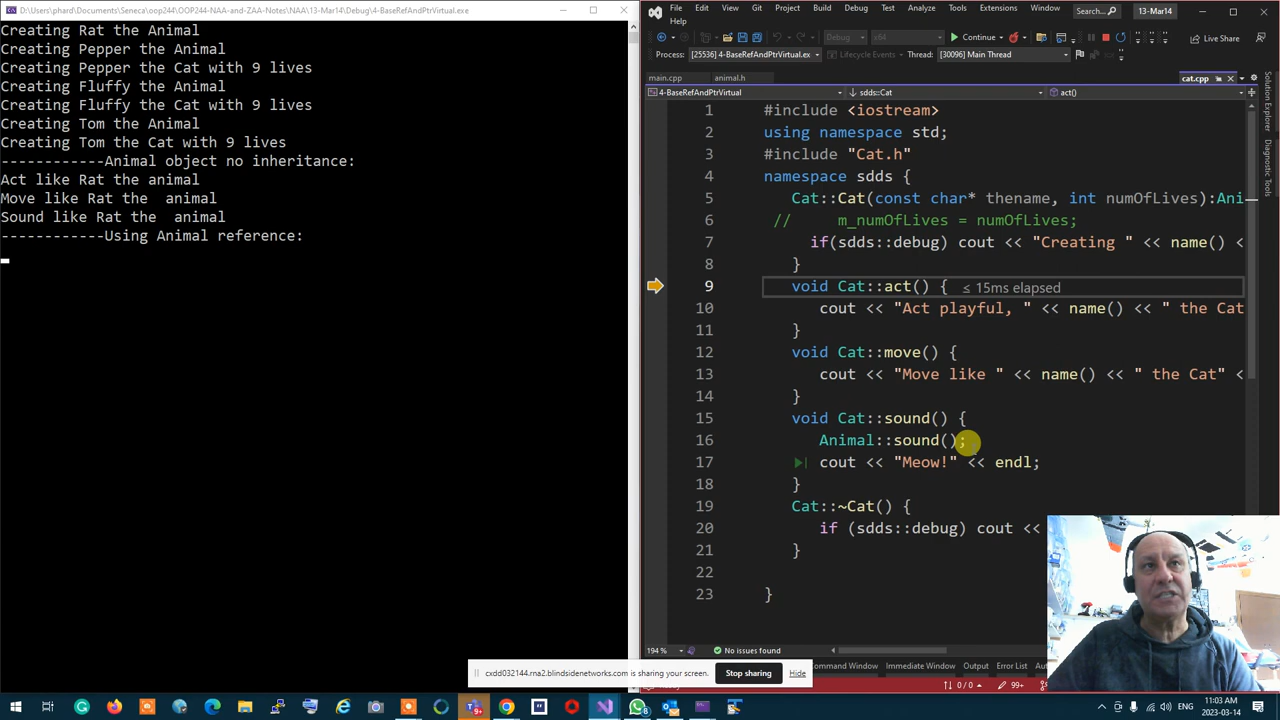 D:\Users\phard\Documents\Seneca\oop244\OOP244-NAA-and-ZAA-Notes\NAA\13-Mar14\Debug\4-BaseRefAndPtrVirtual.exe
Creating Rat the Animal
Creating Pepper the Animal
Creating Pepper the Cat with 9 lives
Creating Fluffy the Animal
Creating Fluffy the Cat with 9 lives
Creating Tom the Animal
Creating Tom the Cat with 9 lives
------------Animal object no inheritance:
Act like Rat the animal
Move like Rat the  animal
Sound like Rat the  animal
------------Using Animal reference:
File Edit View Git Project Build Debug Test Analyze Tools Extensions Window
Help
Search...
13-Mar14
Debug
x64
Continue
Live Share
Process: [25536] 4-BaseRefAndPtrVirtual.ex
Lifecycle Events
Thread: [30096] Main Thread
main.cpp animal.h cat.cpp
4-BaseRefAndPtrVirtual sdds::Cat act()
1 #include <iostream>
2 using namespace std;
3 #include "Cat.h"
4 namespace sdds {
5 Cat::Cat(const char* thename, int numOfLives):Ani
6 // m_numOfLives = numOfLives;
7 if(sdds::debug) cout << "Creating " << name() <
8 }
9 void Cat::act() { ≤ 15ms elapsed
10 cout << "Act playful, " << name() << " the Cat
11 }
12 void Cat::move() {
13 cout << "Move like " << name() << " the Cat" <
14 }
15 void Cat::sound() {
16 Animal::sound();
17 cout << "Meow!" << endl;
18 }
19 Cat::~Cat() {
20 if (sdds::debug) cout <<
21 }
22
23 }
Solution Explorer
Diagnostic Tools
194 %
No issues found
cxdd032144.rna2.blindsidenetworks.com is sharing your screen.
Stop sharing
Hide
ommand Window Immediate Window Output Error List
0 / 0
99+
11:03 AM
2023-03-14